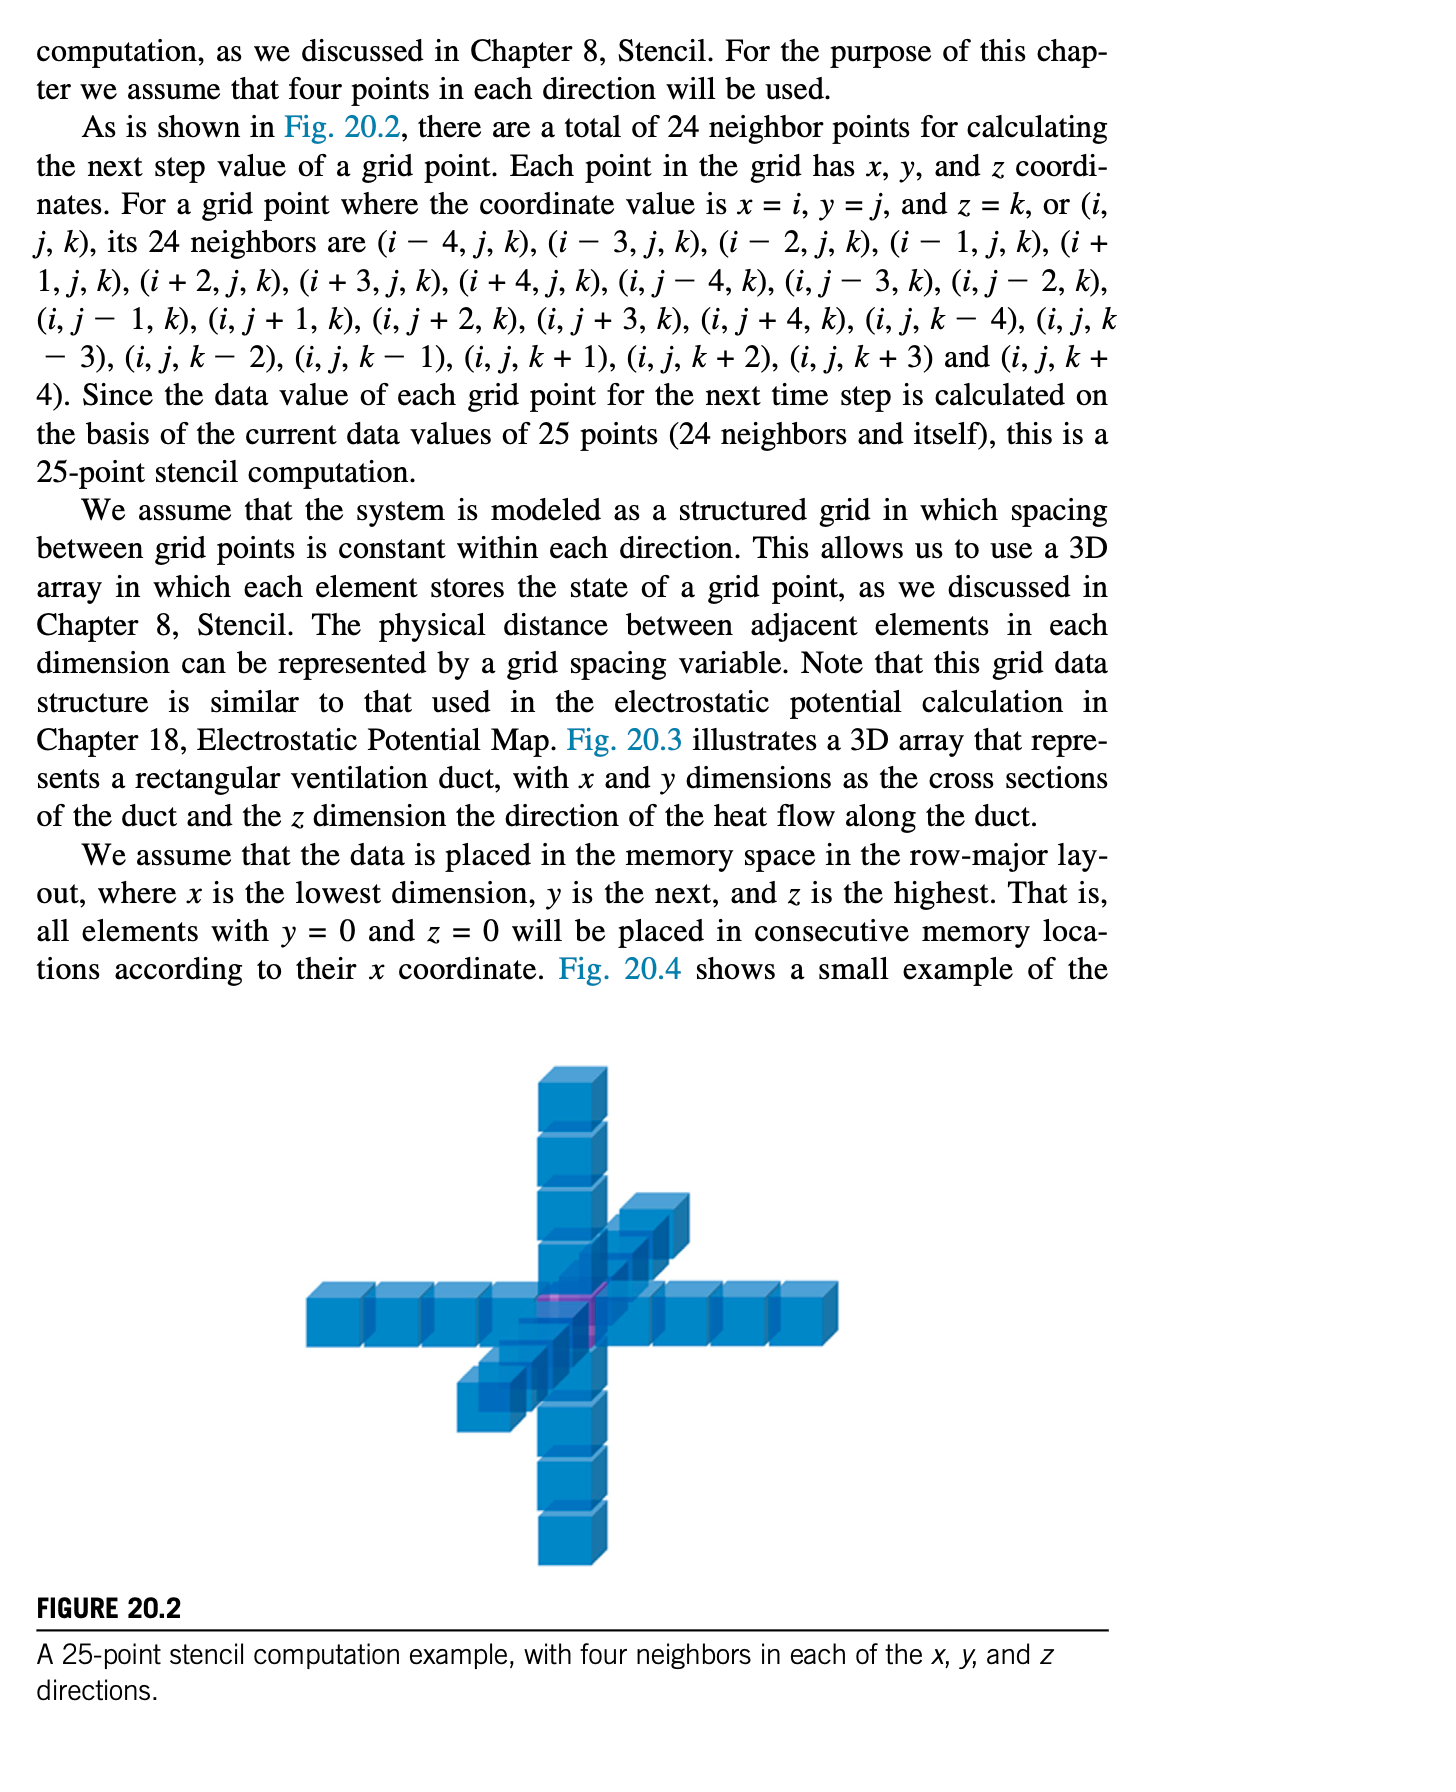 computation, as we discussed in Chapter 8, Stencil. For the purpose of this chap-
ter we assume that four points in each direction will be used.
As is shown in Fig. 20.2, there are a total of 24 neighbor points for calculating
the next step value of a grid point. Each point in the grid has x, y, and z coordi-
nates. For a grid point where the coordinate value is x = i, y = j, and z = k, or (i,
j, k), its 24 neighbors are (i − 4, j, k), (i − 3, j, k), (i − 2, j, k), (i − 1, j, k), (i +
1, j, k), (i + 2, j, k), (i + 3, j, k), (i + 4, j, k), (i, j − 4, k), (i, j − 3, k), (i, j − 2, k),
(i, j − 1, k), (i, j + 1, k), (i, j + 2, k), (i, j + 3, k), (i, j + 4, k), (i, j, k − 4), (i, j, k
− 3), (i, j, k − 2), (i, j, k − 1), (i, j, k + 1), (i, j, k + 2), (i, j, k + 3) and (i, j, k +
4). Since the data value of each grid point for the next time step is calculated on
the basis of the current data values of 25 points (24 neighbors and itself), this is a
25-point stencil computation.
We assume that the system is modeled as a structured grid in which spacing
between grid points is constant within each direction. This allows us to use a 3D
array in which each element stores the state of a grid point, as we discussed in
Chapter 8, Stencil. The physical distance between adjacent elements in each
dimension can be represented by a grid spacing variable. Note that this grid data
structure is similar to that used in the electrostatic potential calculation in
Chapter 18, Electrostatic Potential Map. Fig. 20.3 illustrates a 3D array that repre-
sents a rectangular ventilation duct, with x and y dimensions as the cross sections
of the duct and the z dimension the direction of the heat flow along the duct.
We assume that the data is placed in the memory space in the row-major lay-
out, where x is the lowest dimension, y is the next, and z is the highest. That is,
all elements with y = 0 and z = 0 will be placed in consecutive memory loca-
tions according to their x coordinate. Fig. 20.4 shows a small example of the
FIGURE 20.2
A 25-point stencil computation example, with four neighbors in each of the x, y, and z
directions.